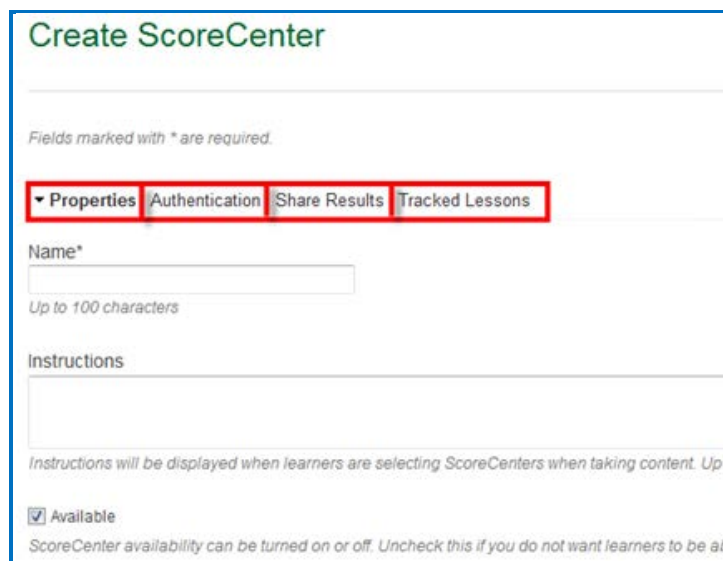 Create ScoreCenter
Fields marked with * are required.
Properties Authentication Share Results Tracked Lessons
Name*
Up to 100 characters
Instructions
Instructions will be displayed when learners are selecting ScoreCenters when taking content. Up
Available
ScoreCenter availability can be turned on or off. Uncheck this if you do not want learners to be